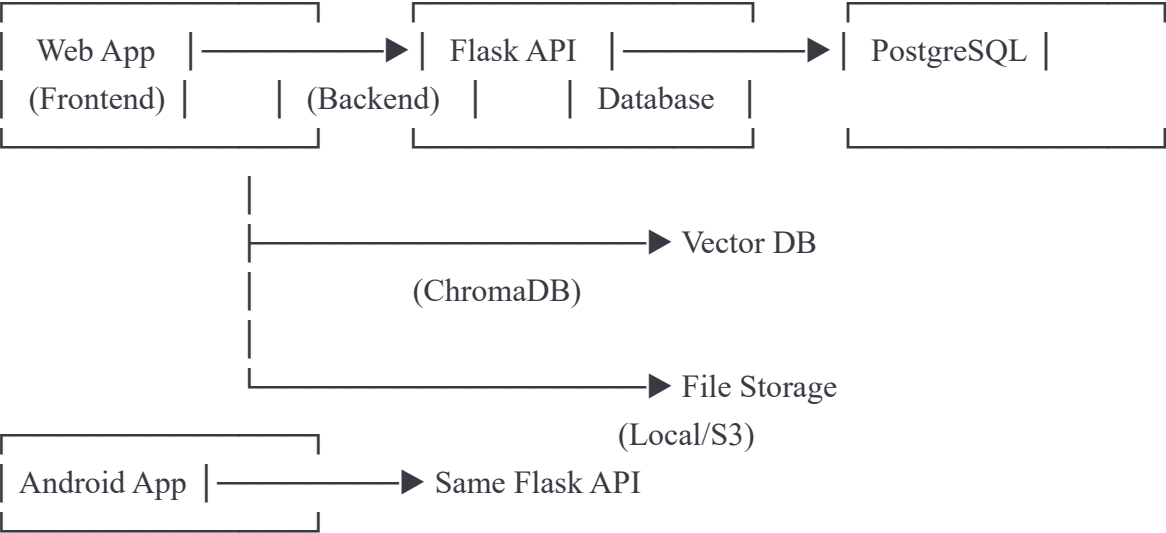 Web App Flask API PostgreSQL
(Frontend) (Backend) Database
Vector DB
(ChromaDB)
File Storage
(Local/S3)
Android App Same Flask API